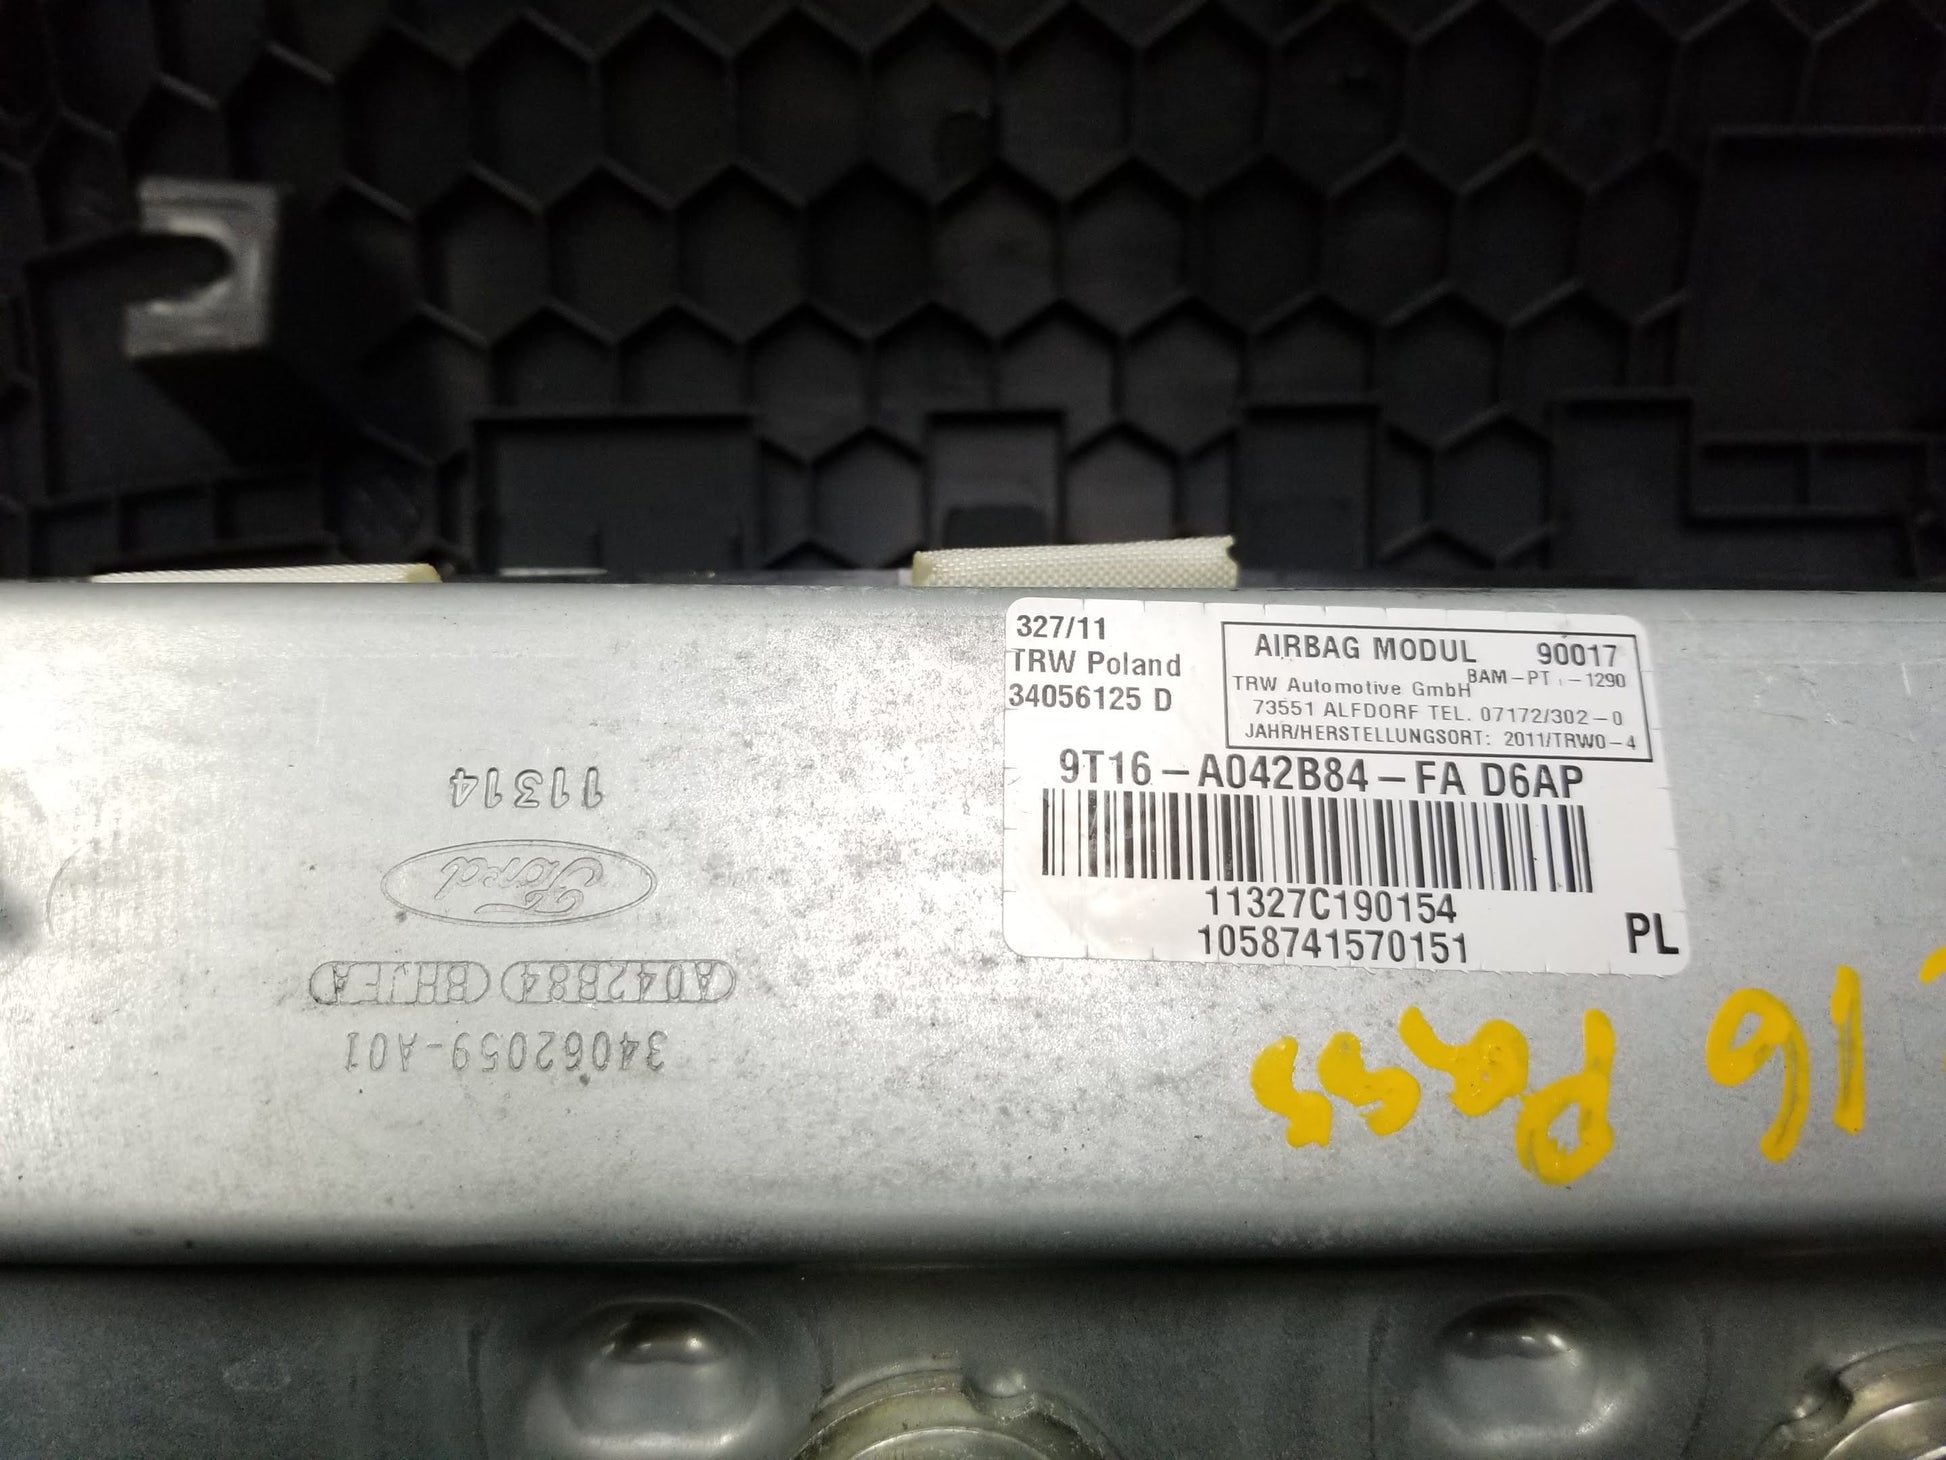 327/11
TRW Poland
34056125 D
AIRBAG MODUL 90017
BAM-PT -1290
TRW Automotive GmbH
73551 ALFDORF TEL. 07172/302-0
JAHR/HERSTELLUNGSORT: 2011/TRW0-4
9T16-A042B84-FA D6AP
11327C190154
1058741570151
PL
34062059-A01
A042B84 BHJFA
Ford
11314
16 Pass